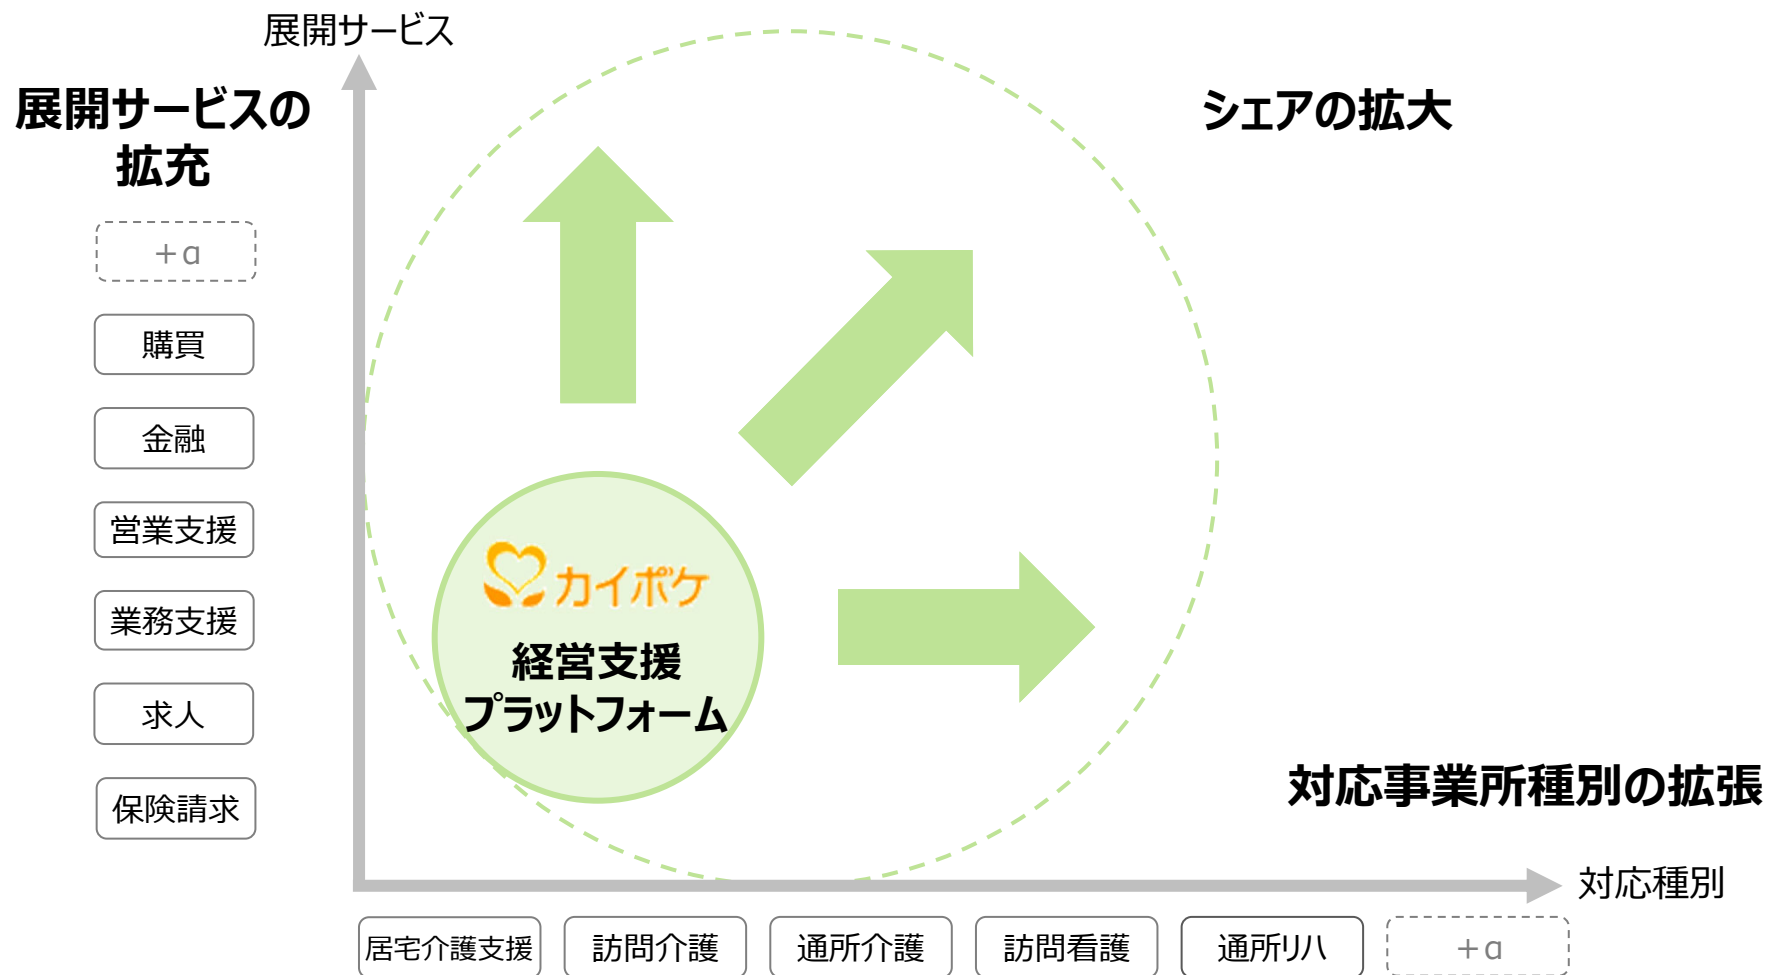 展開サービス
展開サービスの
拡充
シェアの拡大
+α
購買
金融
営業支援
業務支援
求人
保険請求
カイポケ
経営支援
プラットフォーム
対応事業所種別の拡張
対応種別
居宅介護支援
訪問介護
通所介護
訪問看護
通所リハ
+α